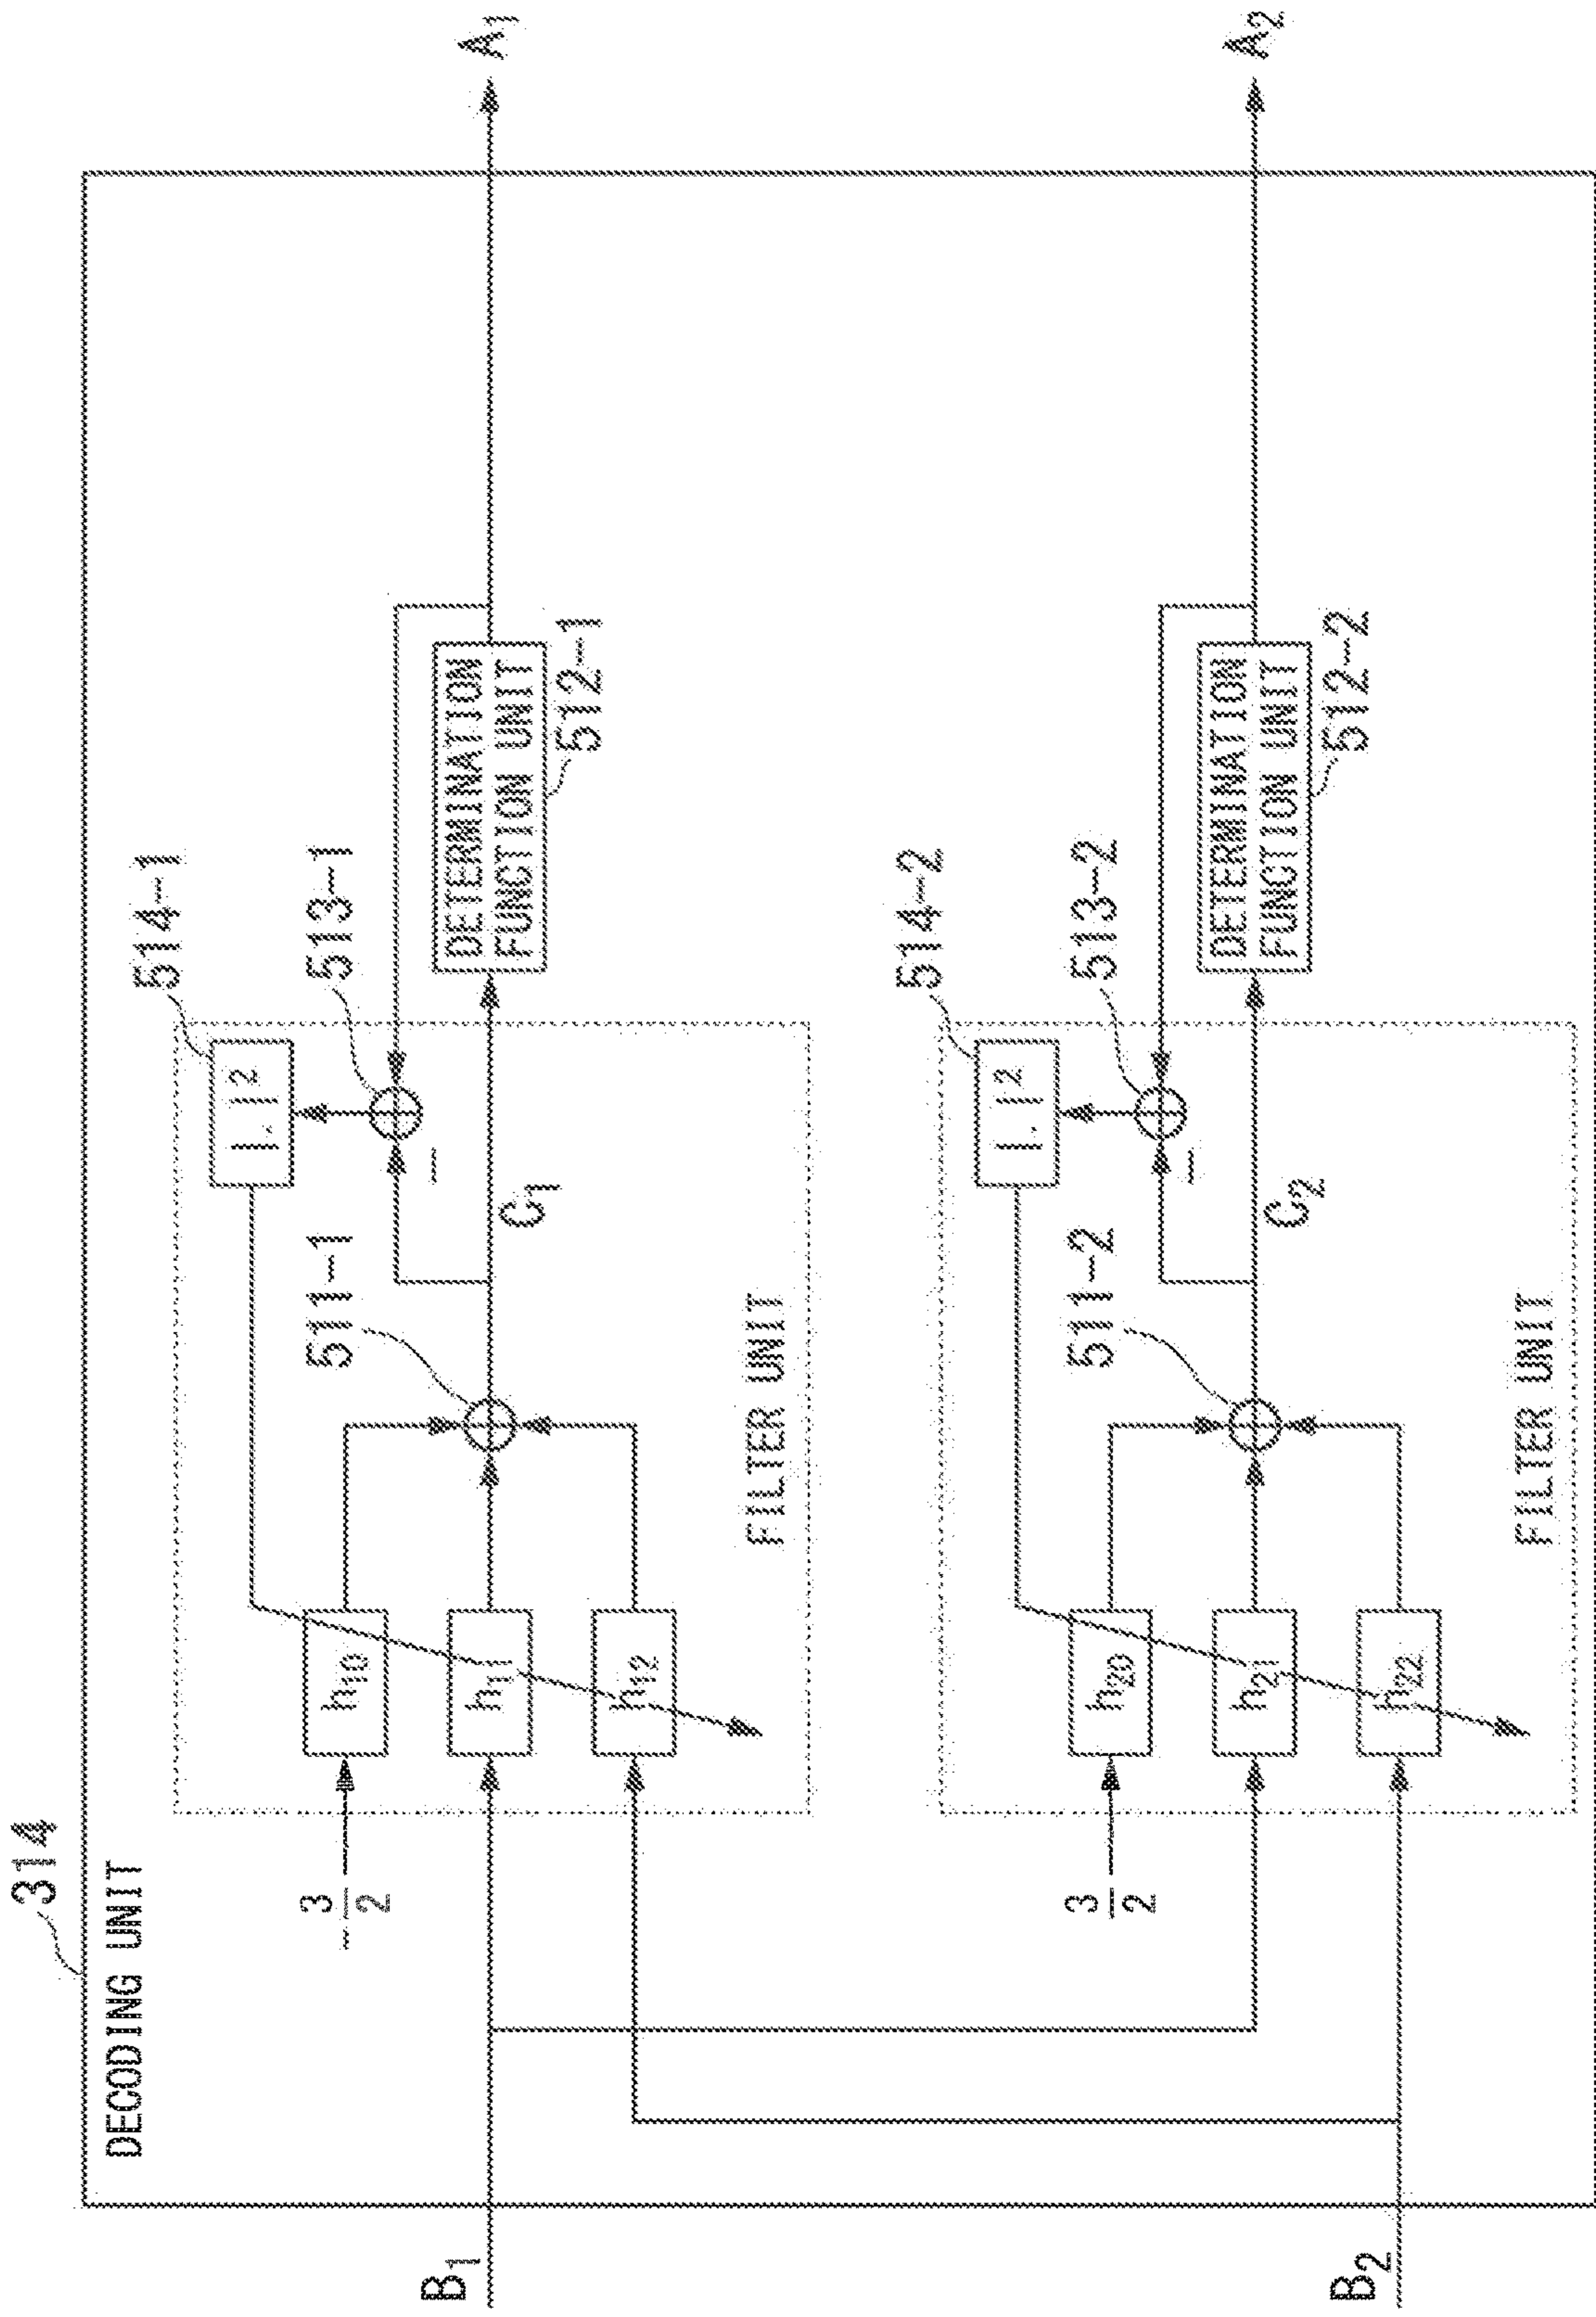 314
DECODING UNIT
B₁
B₂
-3/2
h₁₀
h₁₁
h₁₂
511-1
C₁
513-1
514-1
|.|²
–
FILTER UNIT
DETERMINATION
FUNCTION UNIT
512-1
A₁
3/2
h₂₀
h₂₁
h₂₂
511-2
C₂
513-2
514-2
|.|²
–
FILTER UNIT
DETERMINATION
FUNCTION UNIT
512-2
A₂